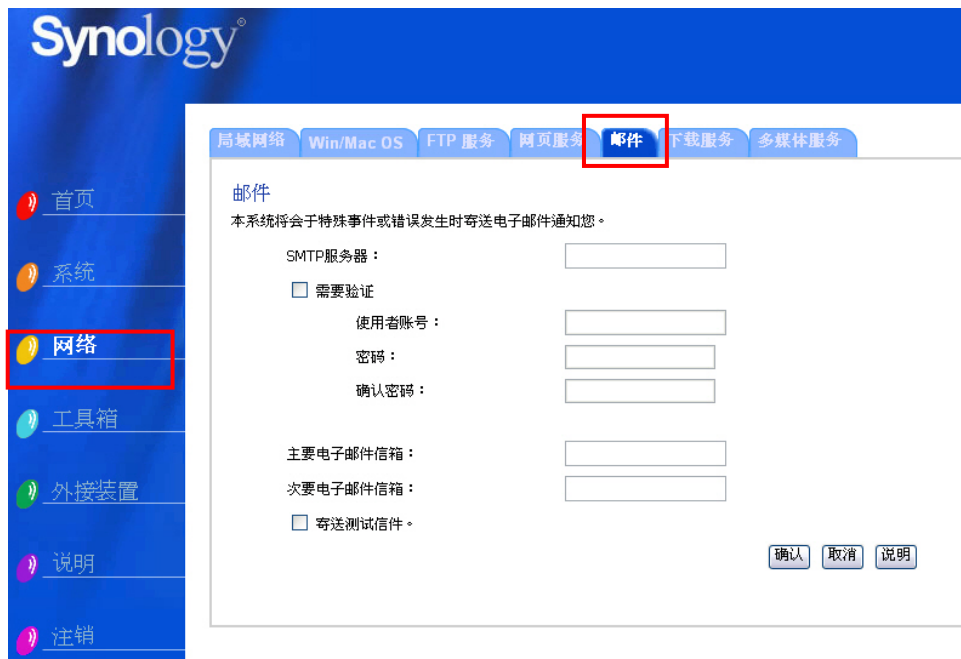 Synology®
局域网络
Win/Mac OS
FTP 服务
网页服务
邮件
下载服务
多媒体服务
首页
系统
网络
工具箱
外接装置
说明
注销
邮件
本系统将会于特殊事件或错误发生时寄送电子邮件通知您。
SMTP服务器：
需要验证
使用者账号：
密码：
确认密码：
主要电子邮件信箱：
次要电子邮件信箱：
寄送测试信件。
确认
取消
说明